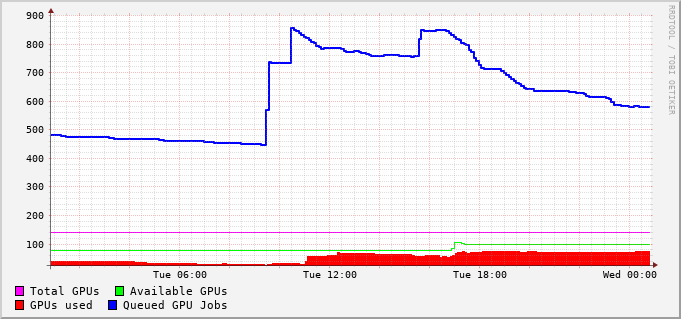 900
800
700
600
500
400
300
200
100
Tue 06:00 Tue 12:00 Tue 18:00 Wed 00:00
Total GPUs Available GPUs
GPUs used Queued GPU Jobs
RRDTOOL / TOBI OETIKER